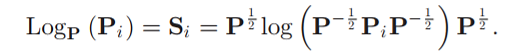 Log_𝐏 (𝐏_i) = 𝐒_i = 𝐏^{1/2} log (𝐏^{-1/2} 𝐏_i 𝐏^{-1/2}) 𝐏^{1/2}.